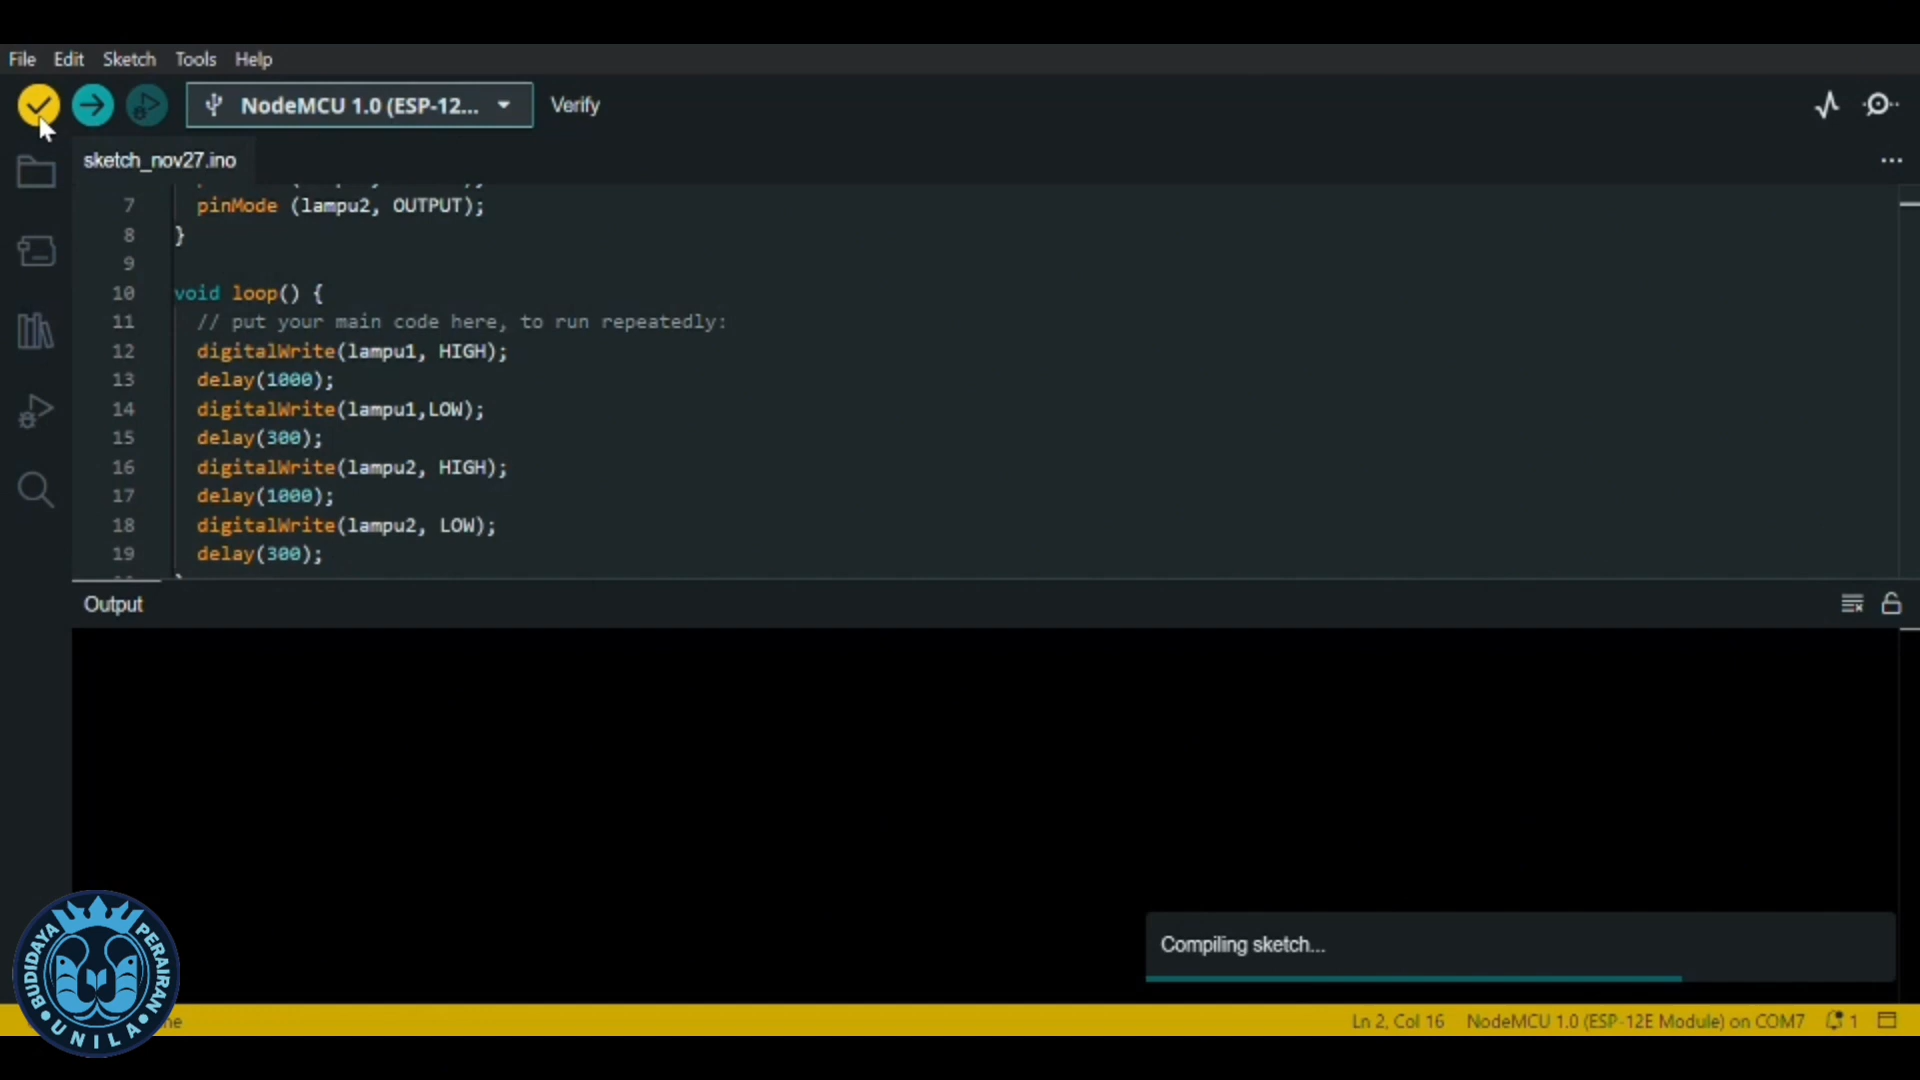 File Edit Sketch Tools Help
NodeMCU 1.0 (ESP-12... Verify
sketch_nov27.ino
7 pinMode (lampu2, OUTPUT);
8 }
9
10 void loop() {
11 // put your main code here, to run repeatedly:
12 digitalWrite(lampu1, HIGH);
13 delay(1000);
14 digitalWrite(lampu1,LOW);
15 delay(300);
16 digitalWrite(lampu2, HIGH);
17 delay(1000);
18 digitalWrite(lampu2, LOW);
19 delay(300);
Output
Compiling sketch...
BUDIDAYA PERAIRAN
UNILA
Ln 2, Col 16 NodeMCU 1.0 (ESP-12E Module) on COM7 1